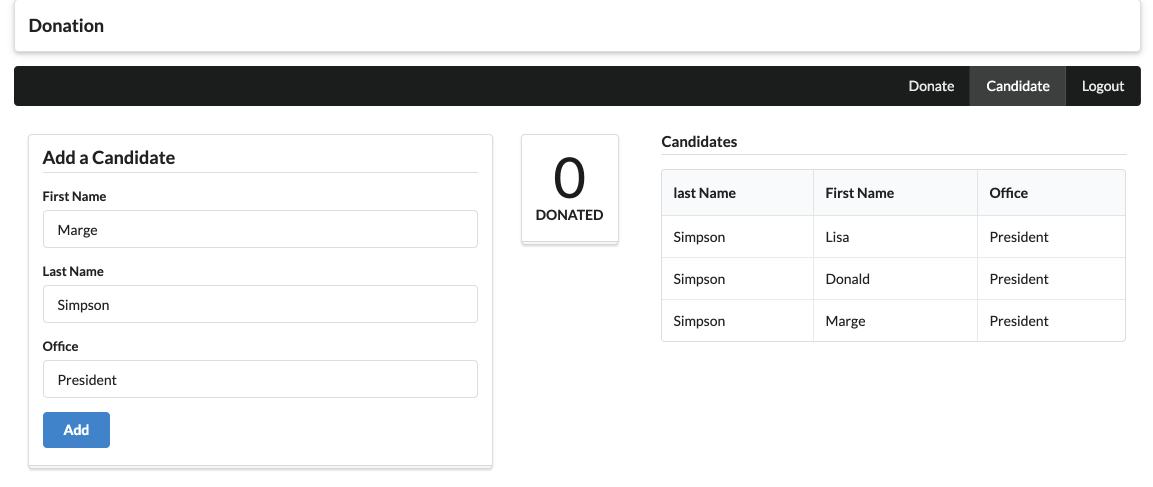 Donation
Donate Candidate Logout
Add a Candidate
First Name
Marge
Last Name
Simpson
Office
President
Add
0
DONATED
Candidates
last Name First Name Office
Simpson Lisa President
Simpson Donald President
Simpson Marge President